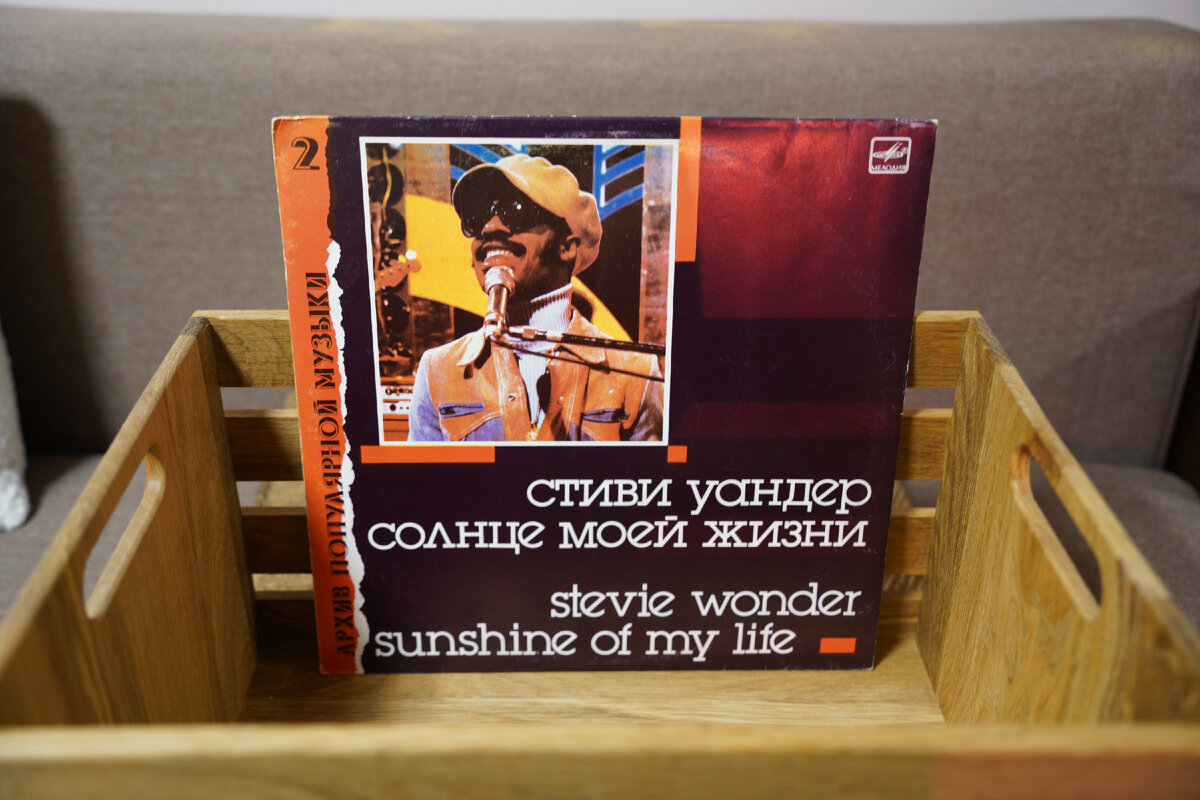 2
АРХИВ ПОПУЛЯРНОЙ МУЗЫКИ
МЕЛОДИЯ
СТИВИ УАНДЕР
СОЛНЦЕ МОЕЙ ЖИЗНИ
stevie wonder
sunshine of my life